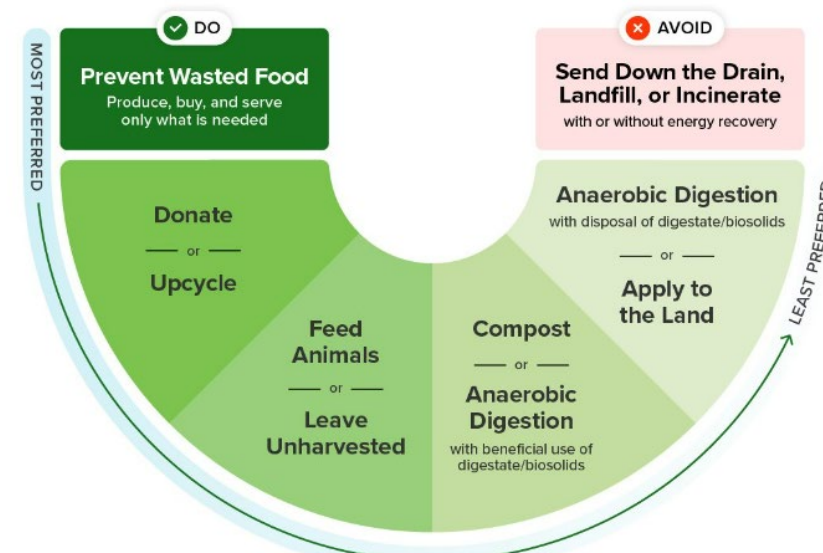 DO
MOST PREFERRED
Prevent Wasted Food
Produce, buy, and serve
only what is needed
AVOID
Send Down the Drain,
Landfill, or Incinerate
with or without energy recovery
Donate
or
Upcycle
Feed
Animals
or
Leave
Unharvested
Compost
or
Anaerobic
Digestion
with beneficial use of
digestate/biosolids
Anaerobic Digestion
with disposal of digestate/biosolids
or
Apply to
the Land
LEAST PREFERRED